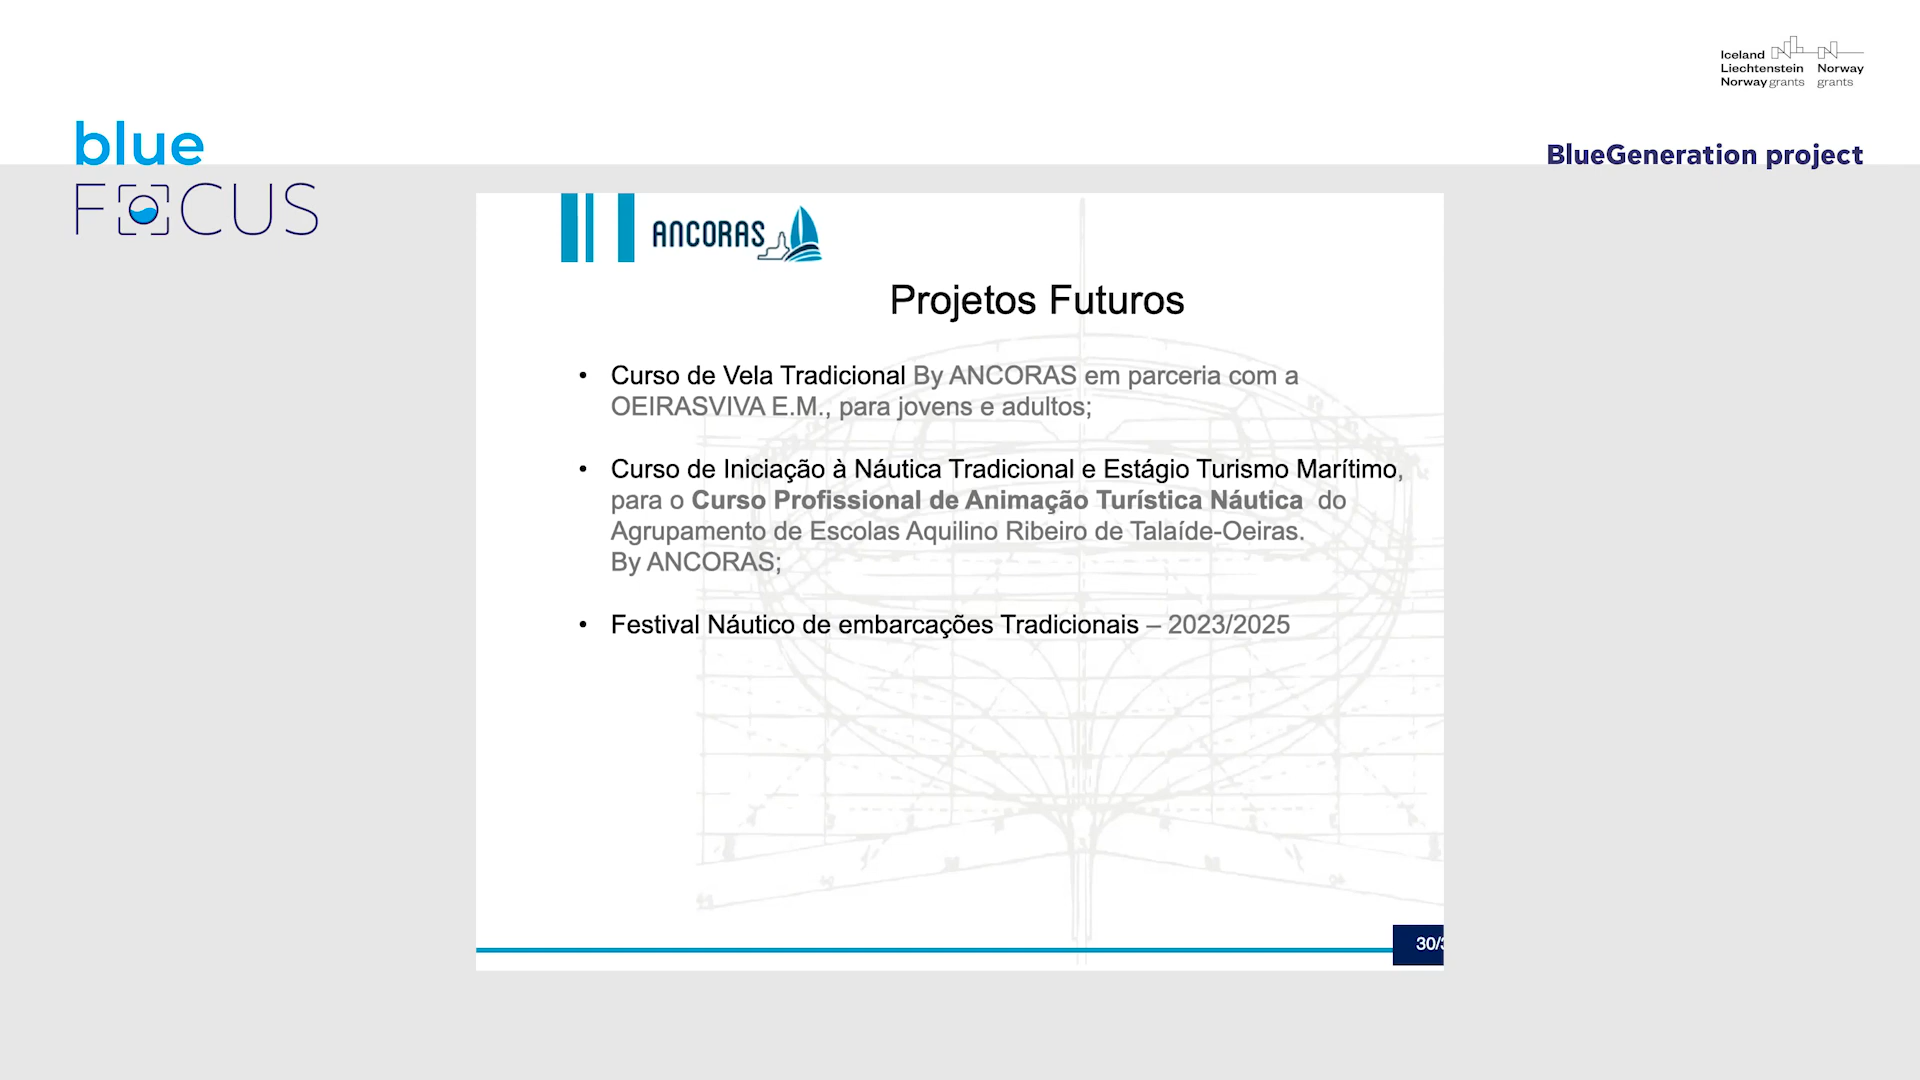 Iceland
Liechtenstein Norway
Norway grants grants
blue
FOCUS
BlueGeneration project
ANCORAS
Projetos Futuros
• Curso de Vela Tradicional By ANCORAS em parceria com a
OEIRASVIVA E.M., para jovens e adultos;
• Curso de Iniciação à Náutica Tradicional e Estágio Turismo Marítimo,
para o Curso Profissional de Animação Turística Náutica do
Agrupamento de Escolas Aquilino Ribeiro de Talaíde-Oeiras.
By ANCORAS;
• Festival Náutico de embarcações Tradicionais – 2023/2025
30/